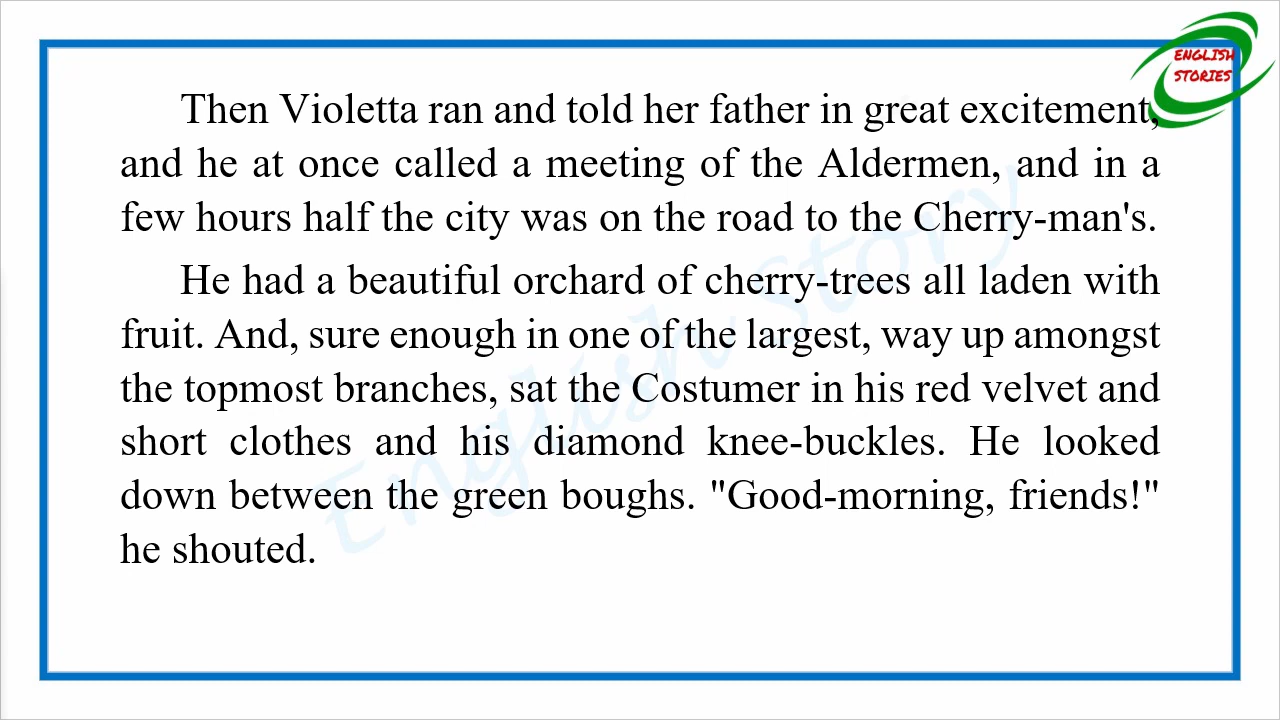 ENGLISH
STORIES
Then Violetta ran and told her father in great excitement,
and he at once called a meeting of the Aldermen, and in a
few hours half the city was on the road to the Cherry-man's.
He had a beautiful orchard of cherry-trees all laden with
fruit. And, sure enough in one of the largest, way up amongst
the topmost branches, sat the Costumer in his red velvet and
short clothes and his diamond knee-buckles. He looked
down between the green boughs. "Good-morning, friends!"
he shouted.
English Story